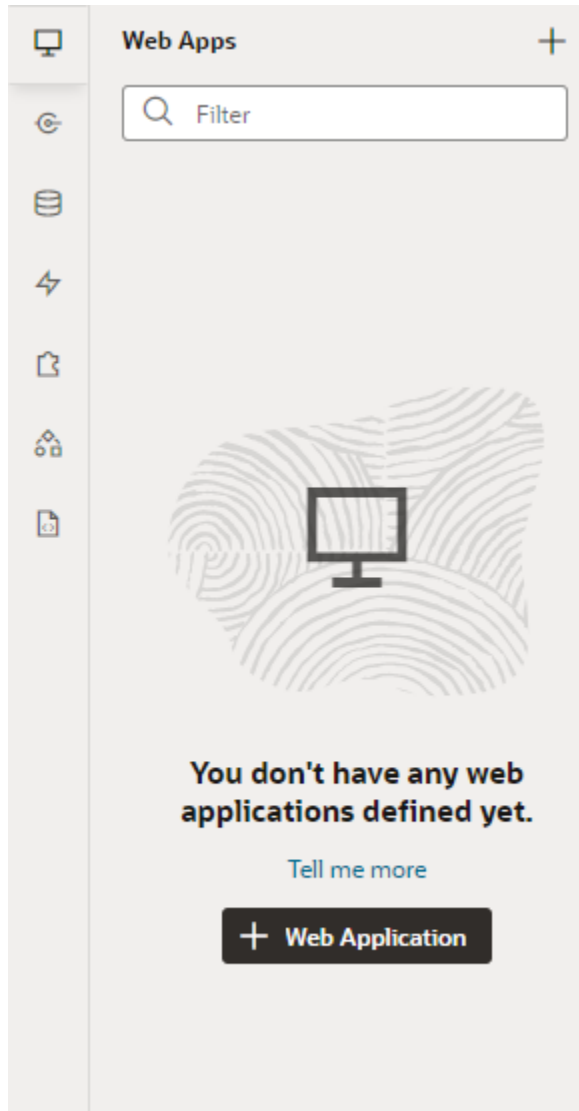 Web Apps
Filter
You don't have any web
applications defined yet.
Tell me more
Web Application